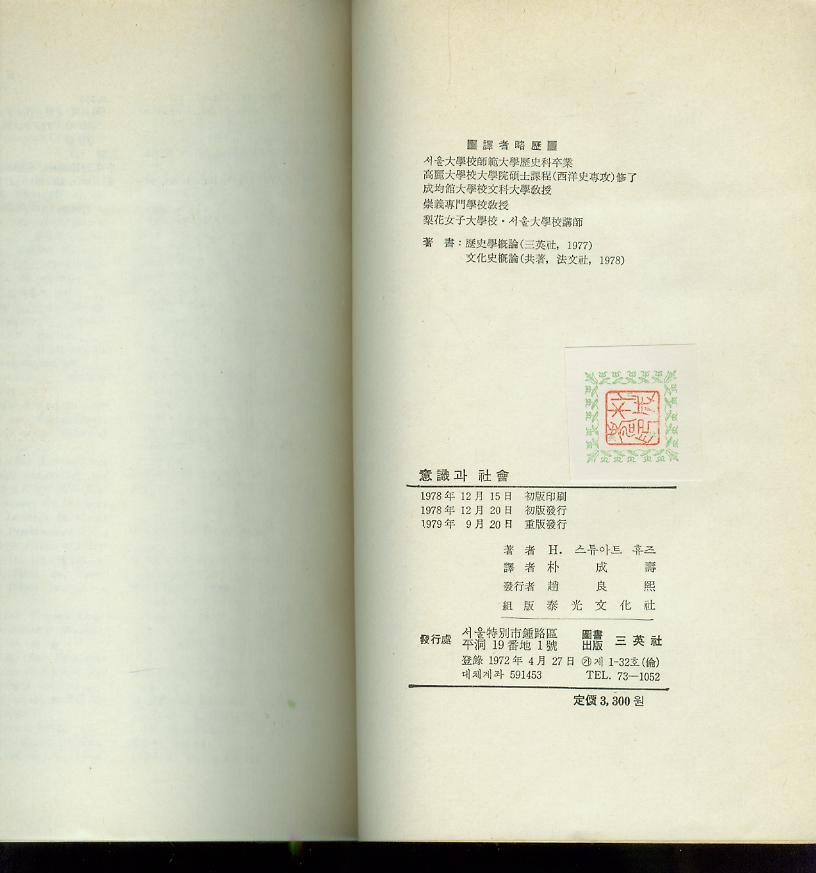 譯者略歷
서울大學校師範大學歷史科卒業
高麗大學校大學院碩士課程(西洋史專攻)修了
成均館大學校文科大學敎授
崇義專門學校敎授
梨花女子大學校・서울大學校講師
著 書 : 歷史學槪論(三英社, 1977)
文化史槪論(共著, 法文社, 1978)
意識과 社會
1978年 12月 15日 初版印刷
1978年 12月 20日 初版發行
1979年 9月 20日 重版發行
著 者 H. 스튜아트 휴즈
譯 者 朴 成 壽
發行者 趙 良 熙
組 版 泰 光 文 化 社
發行處 서울特別市鍾路區 平洞 19番地 1號 圖書出版 三英社
登錄 1972年 4月 27日 ㉮제 1-32호(倫)
대체계좌 591453 TEL. 73—1052
定價 3,300원